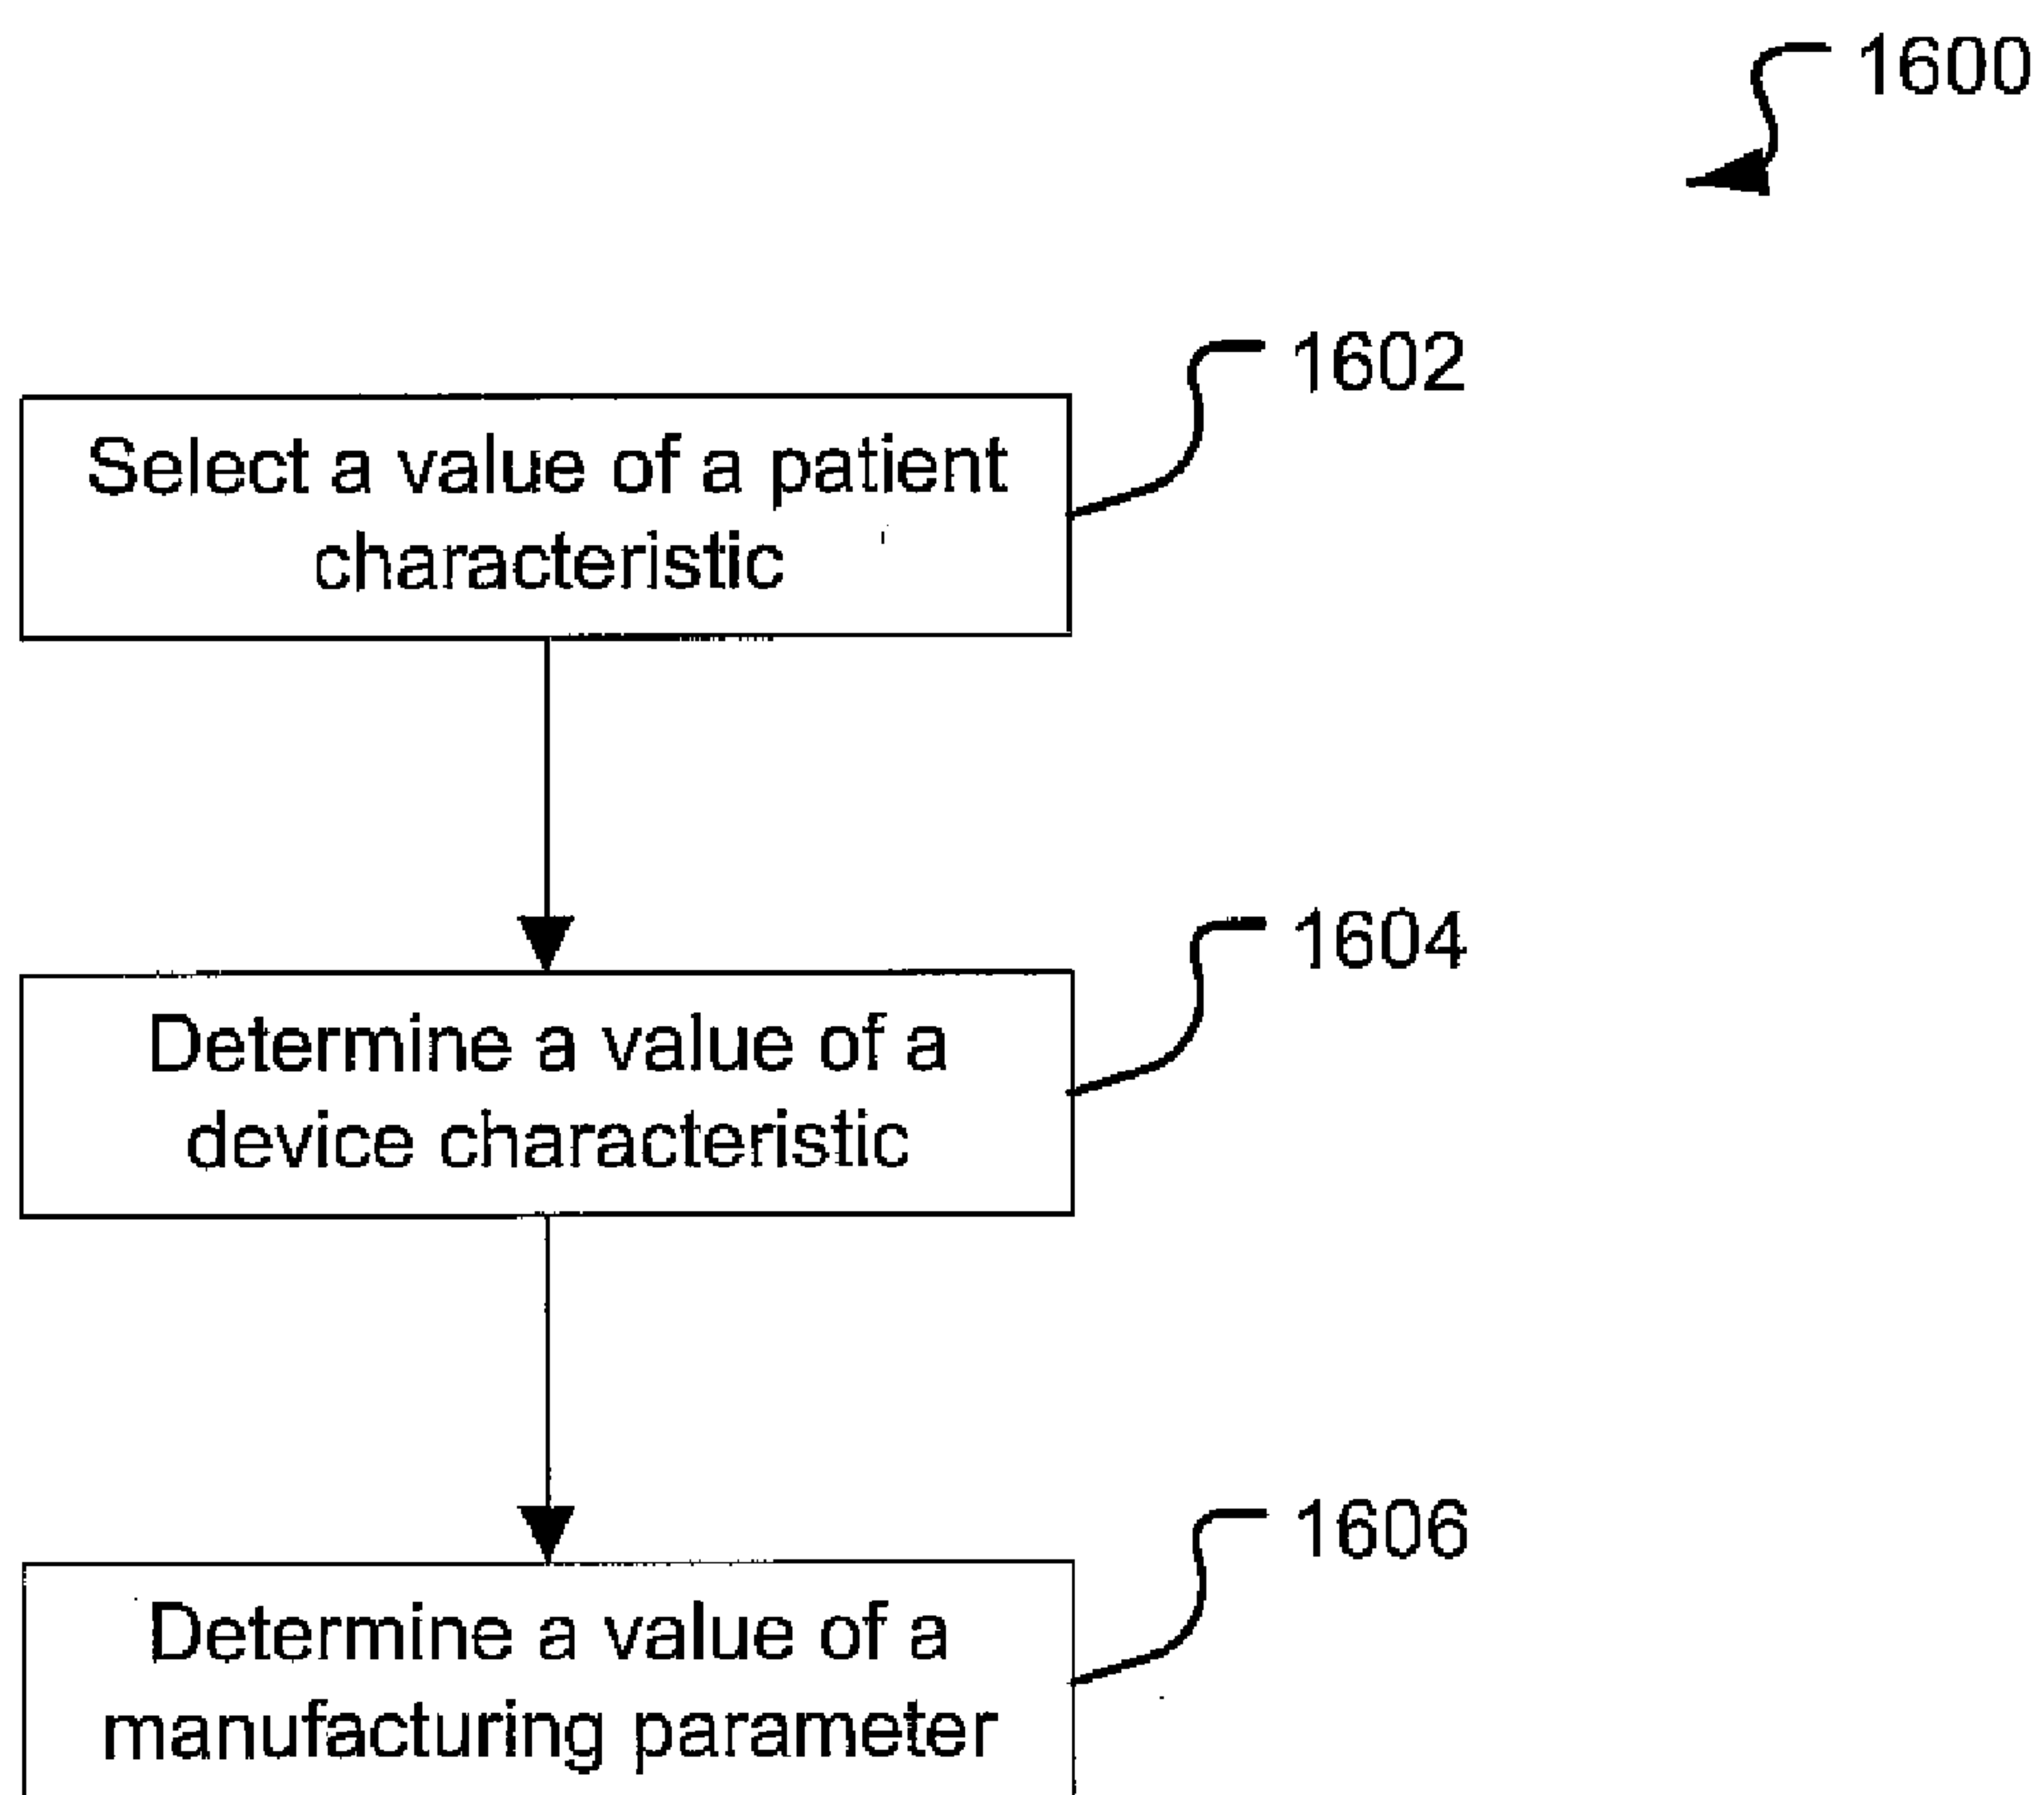 1600
1602
Select a value of a patient
characteristic
1604
Determine a value of a
device characteristic
1606
Determine a value of a
manufacturing parameter